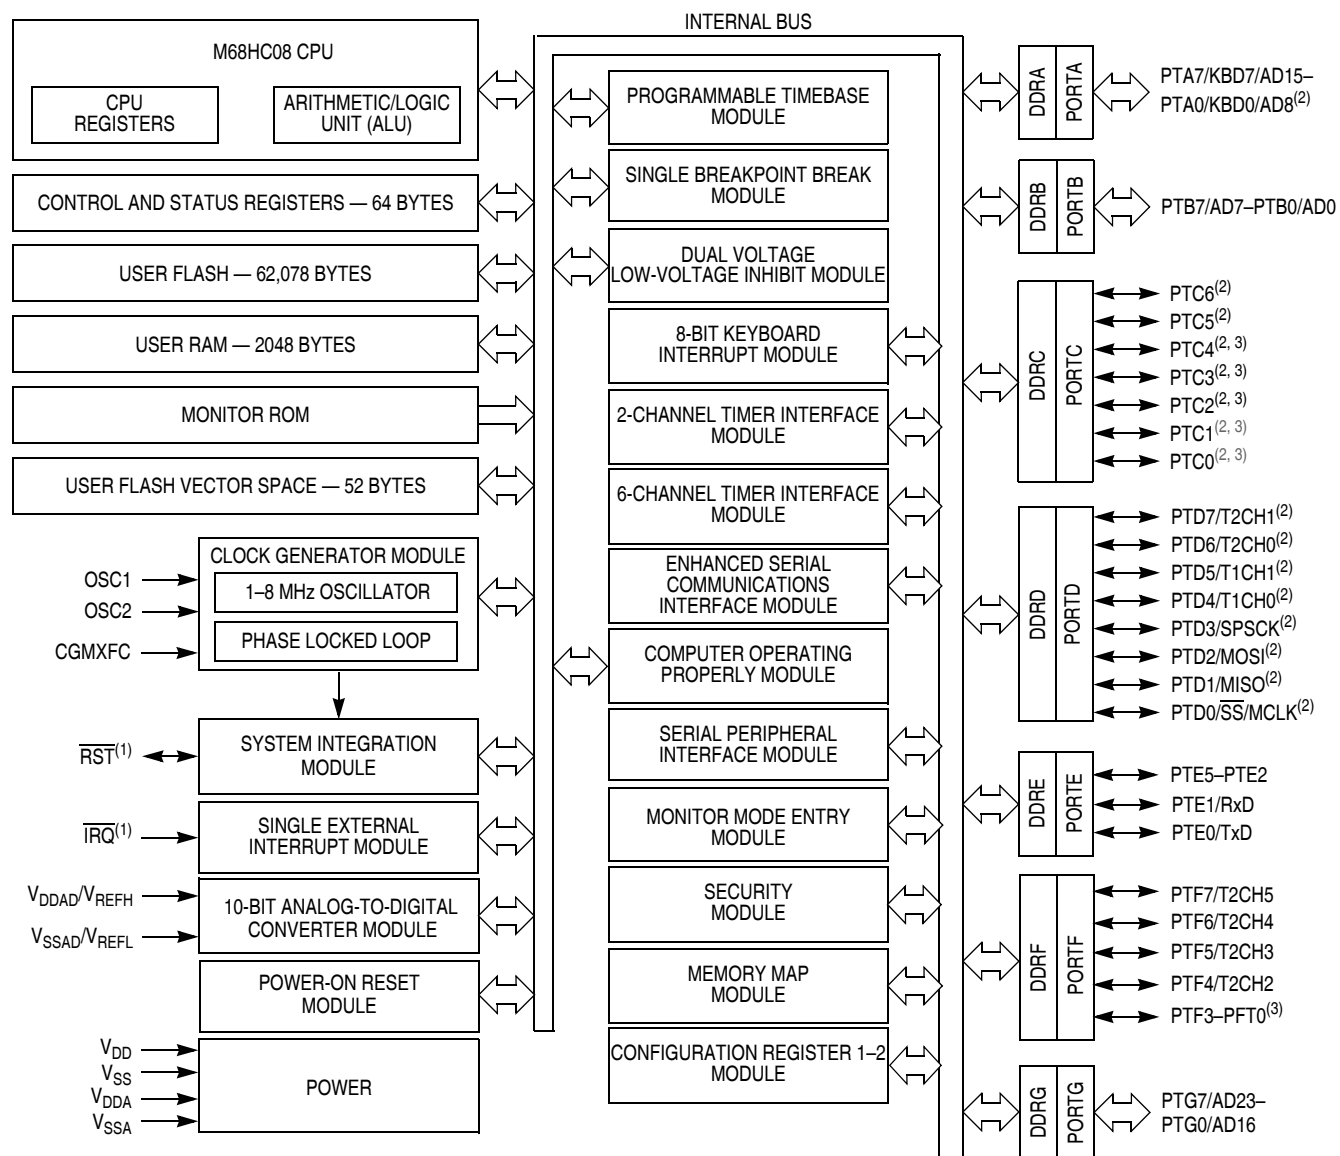 INTERNAL BUS
M68HC08 CPU
CPU
REGISTERS
ARITHMETIC/LOGIC
UNIT (ALU)
CONTROL AND STATUS REGISTERS — 64 BYTES
USER FLASH — 62,078 BYTES
USER RAM — 2048 BYTES
MONITOR ROM
USER FLASH VECTOR SPACE — 52 BYTES
CLOCK GENERATOR MODULE
1–8 MHz OSCILLATOR
PHASE LOCKED LOOP
OSC1
OSC2
CGMXFC
SYSTEM INTEGRATION
MODULE
RST(1)
SINGLE EXTERNAL
INTERRUPT MODULE
IRQ(1)
10-BIT ANALOG-TO-DIGITAL
CONVERTER MODULE
VDDAD/VREFH
VSSAD/VREFL
POWER-ON RESET
MODULE
POWER
VDD
VSS
VDDA
VSSA
PROGRAMMABLE TIMEBASE
MODULE
SINGLE BREAKPOINT BREAK
MODULE
DUAL VOLTAGE
LOW-VOLTAGE INHIBIT MODULE
8-BIT KEYBOARD
INTERRUPT MODULE
2-CHANNEL TIMER INTERFACE
MODULE
6-CHANNEL TIMER INTERFACE
MODULE
ENHANCED SERIAL
COMMUNICATIONS
INTERFACE MODULE
COMPUTER OPERATING
PROPERLY MODULE
SERIAL PERIPHERAL
INTERFACE MODULE
MONITOR MODE ENTRY
MODULE
SECURITY
MODULE
MEMORY MAP
MODULE
CONFIGURATION REGISTER 1–2
MODULE
DDRA
PORTA
PTA7/KBD7/AD15–
PTA0/KBD0/AD8(2)
DDRB
PORTB
PTB7/AD7–PTB0/AD0
DDRC
PORTC
PTC6(2)
PTC5(2)
PTC4(2, 3)
PTC3(2, 3)
PTC2(2, 3)
PTC1(2, 3)
PTC0(2, 3)
DDRD
PORTD
PTD7/T2CH1(2)
PTD6/T2CH0(2)
PTD5/T1CH1(2)
PTD4/T1CH0(2)
PTD3/SPSCK(2)
PTD2/MOSI(2)
PTD1/MISO(2)
PTD0/SS/MCLK(2)
DDRE
PORTE
PTE5–PTE2
PTE1/RxD
PTE0/TxD
DDRF
PORTF
PTF7/T2CH5
PTF6/T2CH4
PTF5/T2CH3
PTF4/T2CH2
PTF3–PFT0(3)
DDRG
PORTG
PTG7/AD23–
PTG0/AD16